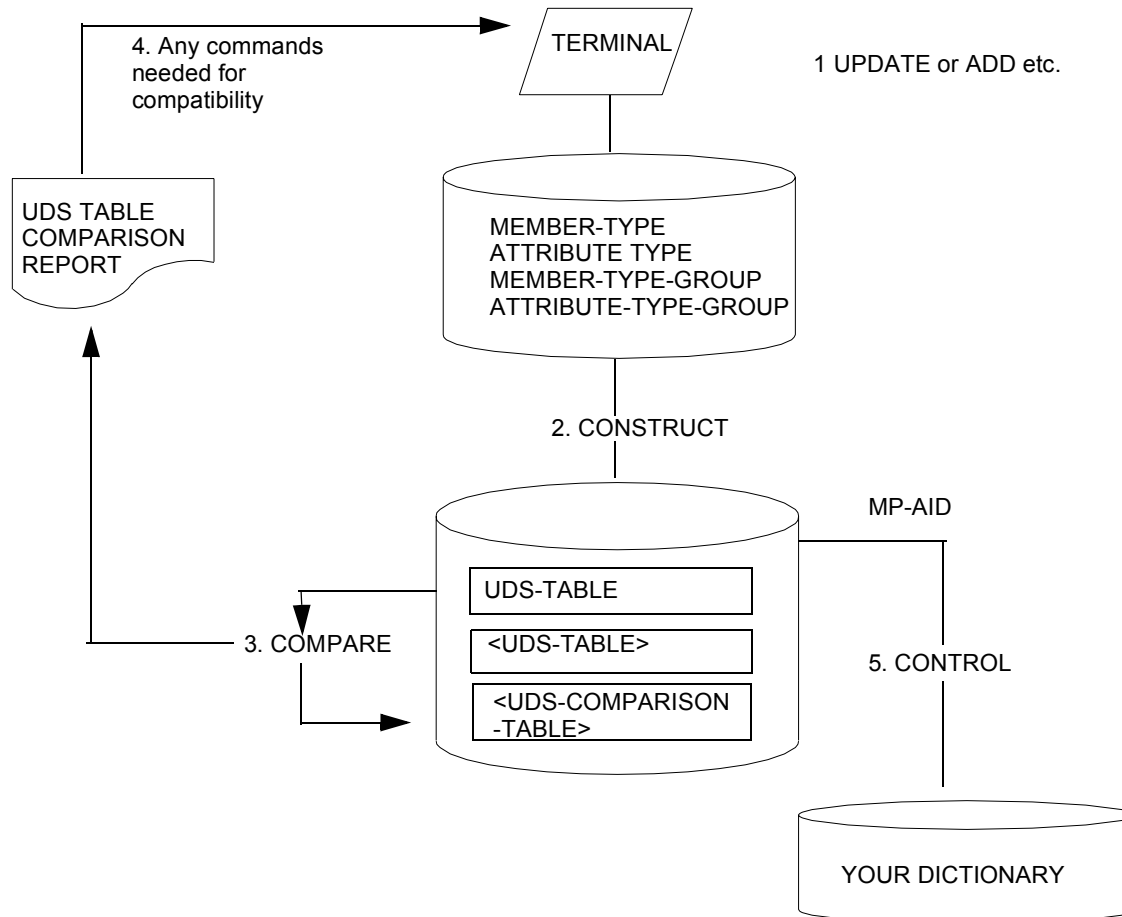 4. Any commands
needed for
compatibility
TERMINAL
1 UPDATE or ADD etc.
UDS TABLE
COMPARISON
REPORT
MEMBER-TYPE
ATTRIBUTE TYPE
MEMBER-TYPE-GROUP
ATTRIBUTE-TYPE-GROUP
2. CONSTRUCT
MP-AID
UDS-TABLE
<UDS-TABLE>
<UDS-COMPARISON
-TABLE>
3. COMPARE
5. CONTROL
YOUR DICTIONARY